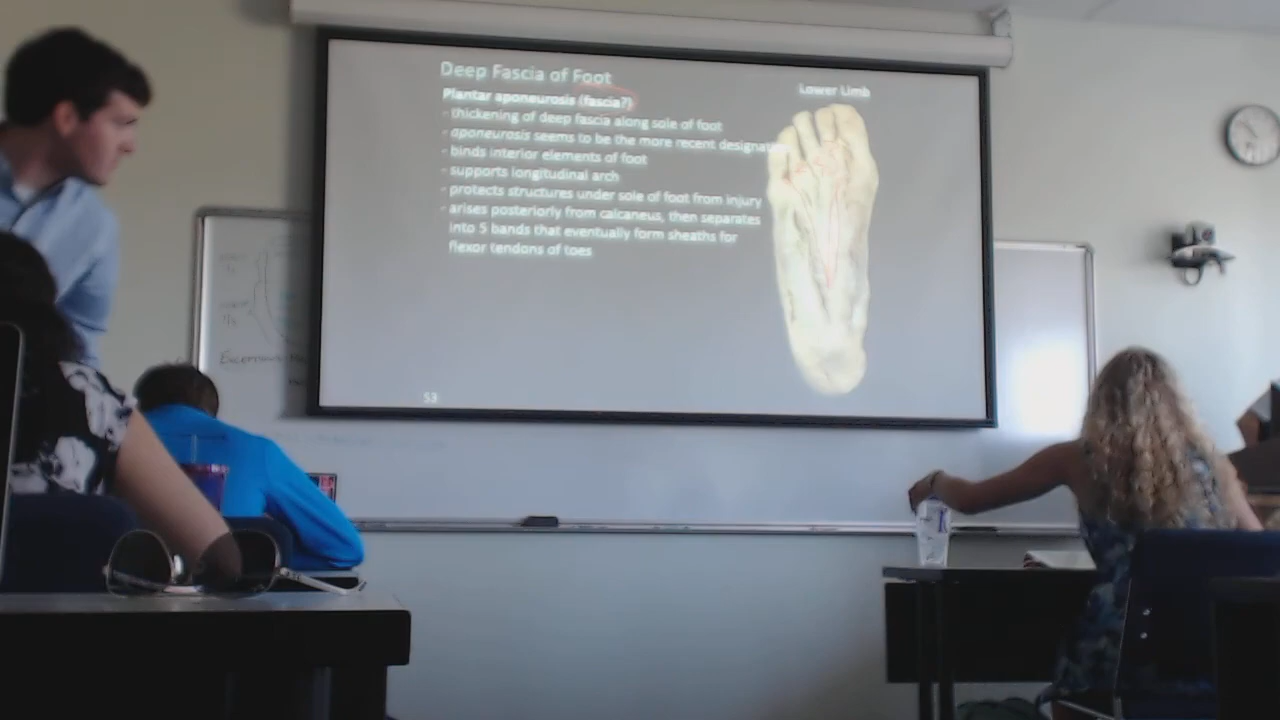 Deep Fascia of Foot
Lower Limb
Plantar aponeurosis (fascia?)
- thickening of deep fascia along sole of foot
- aponeurosis seems to be the more recent
- binds interior elements of foot
- supports longitudinal arch
- protects structures under sole of foot from injury
- arises posteriorly from calcaneus, then separates
into 5 bands that eventually form sheaths for
flexor tendons of toes
53